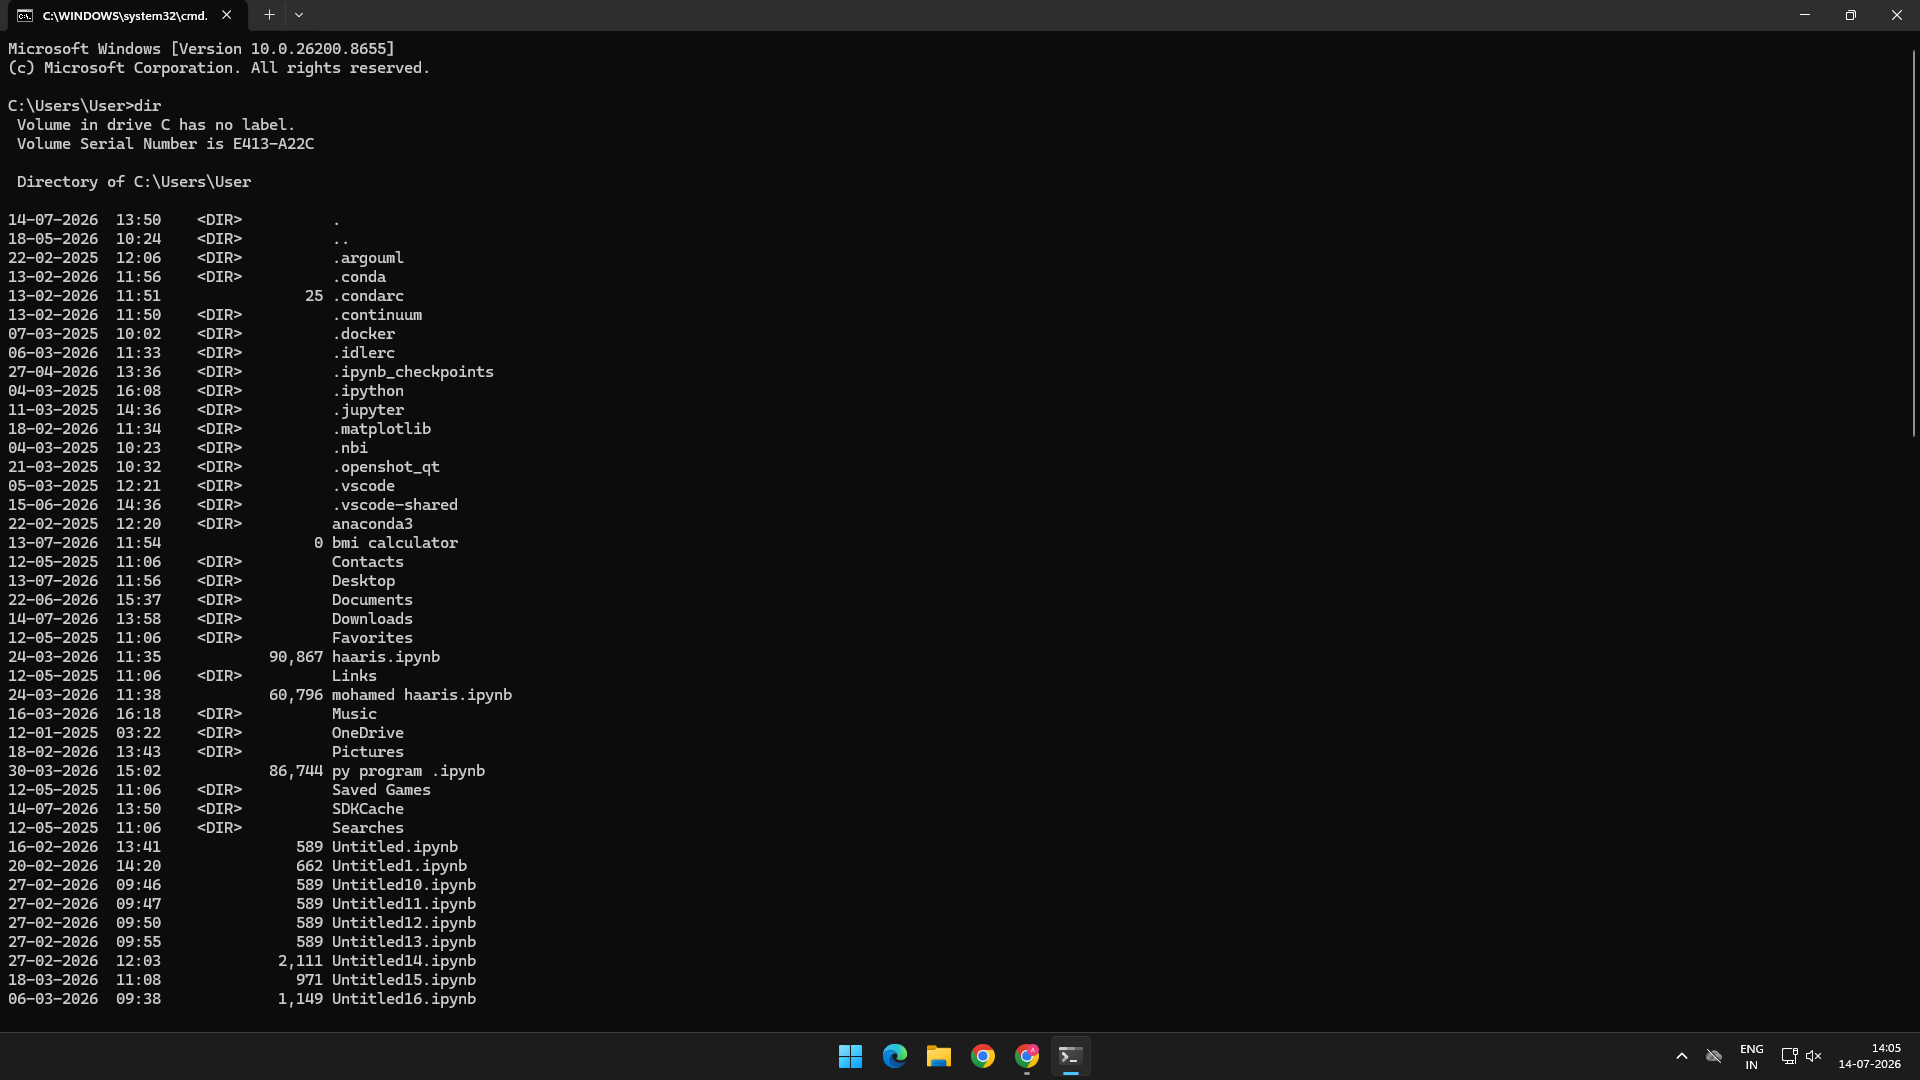 C:\WINDOWS\system32\cmd.
Microsoft Windows [Version 10.0.26200.8655]
(c) Microsoft Corporation. All rights reserved.
C:\Users\User>dir
Volume in drive C has no label.
Volume Serial Number is E413-A22C
Directory of C:\Users\User
14-07-2026  13:50    <DIR>          .
18-05-2026  10:24    <DIR>          ..
22-02-2025  12:06    <DIR>          .argouml
13-02-2026  11:56    <DIR>          .conda
13-02-2026  11:51                25 .condarc
13-02-2026  11:50    <DIR>          .continuum
07-03-2025  10:02    <DIR>          .docker
06-03-2026  11:33    <DIR>          .idlerc
27-04-2026  13:36    <DIR>          .ipynb_checkpoints
04-03-2025  16:08    <DIR>          .ipython
11-03-2025  14:36    <DIR>          .jupyter
18-02-2026  11:34    <DIR>          .matplotlib
04-03-2025  10:23    <DIR>          .nbi
21-03-2025  10:32    <DIR>          .openshot_qt
05-03-2025  12:21    <DIR>          .vscode
15-06-2026  14:36    <DIR>          .vscode-shared
22-02-2025  12:20    <DIR>          anaconda3
13-07-2026  11:54                 0 bmi calculator
12-05-2025  11:06    <DIR>          Contacts
13-07-2026  11:56    <DIR>          Desktop
22-06-2026  15:37    <DIR>          Documents
14-07-2026  13:58    <DIR>          Downloads
12-05-2025  11:06    <DIR>          Favorites
24-03-2026  11:35            90,867 haaris.ipynb
12-05-2025  11:06    <DIR>          Links
24-03-2026  11:38            60,796 mohamed haaris.ipynb
16-03-2026  16:18    <DIR>          Music
12-01-2025  03:22    <DIR>          OneDrive
18-02-2026  13:43    <DIR>          Pictures
30-03-2026  15:02            86,744 py program .ipynb
12-05-2025  11:06    <DIR>          Saved Games
14-07-2026  13:50    <DIR>          SDKCache
12-05-2025  11:06    <DIR>          Searches
16-02-2026  13:41               589 Untitled.ipynb
20-02-2026  14:20               662 Untitled1.ipynb
27-02-2026  09:46               589 Untitled10.ipynb
27-02-2026  09:47               589 Untitled11.ipynb
27-02-2026  09:50               589 Untitled12.ipynb
27-02-2026  09:55               589 Untitled13.ipynb
27-02-2026  12:03             2,111 Untitled14.ipynb
18-03-2026  11:08               971 Untitled15.ipynb
06-03-2026  09:38             1,149 Untitled16.ipynb
ENG
IN
14:05
14-07-2026